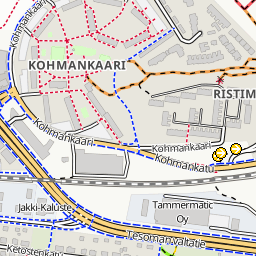 Kohmankaari
KOHMANKAARI
RISTIM
Kohmankaari
Kohmankaari
Kohmankatu
Jakki-Kaluste
Tammermatic
Oy
Tesomanvaltatie
Ketostenkatu